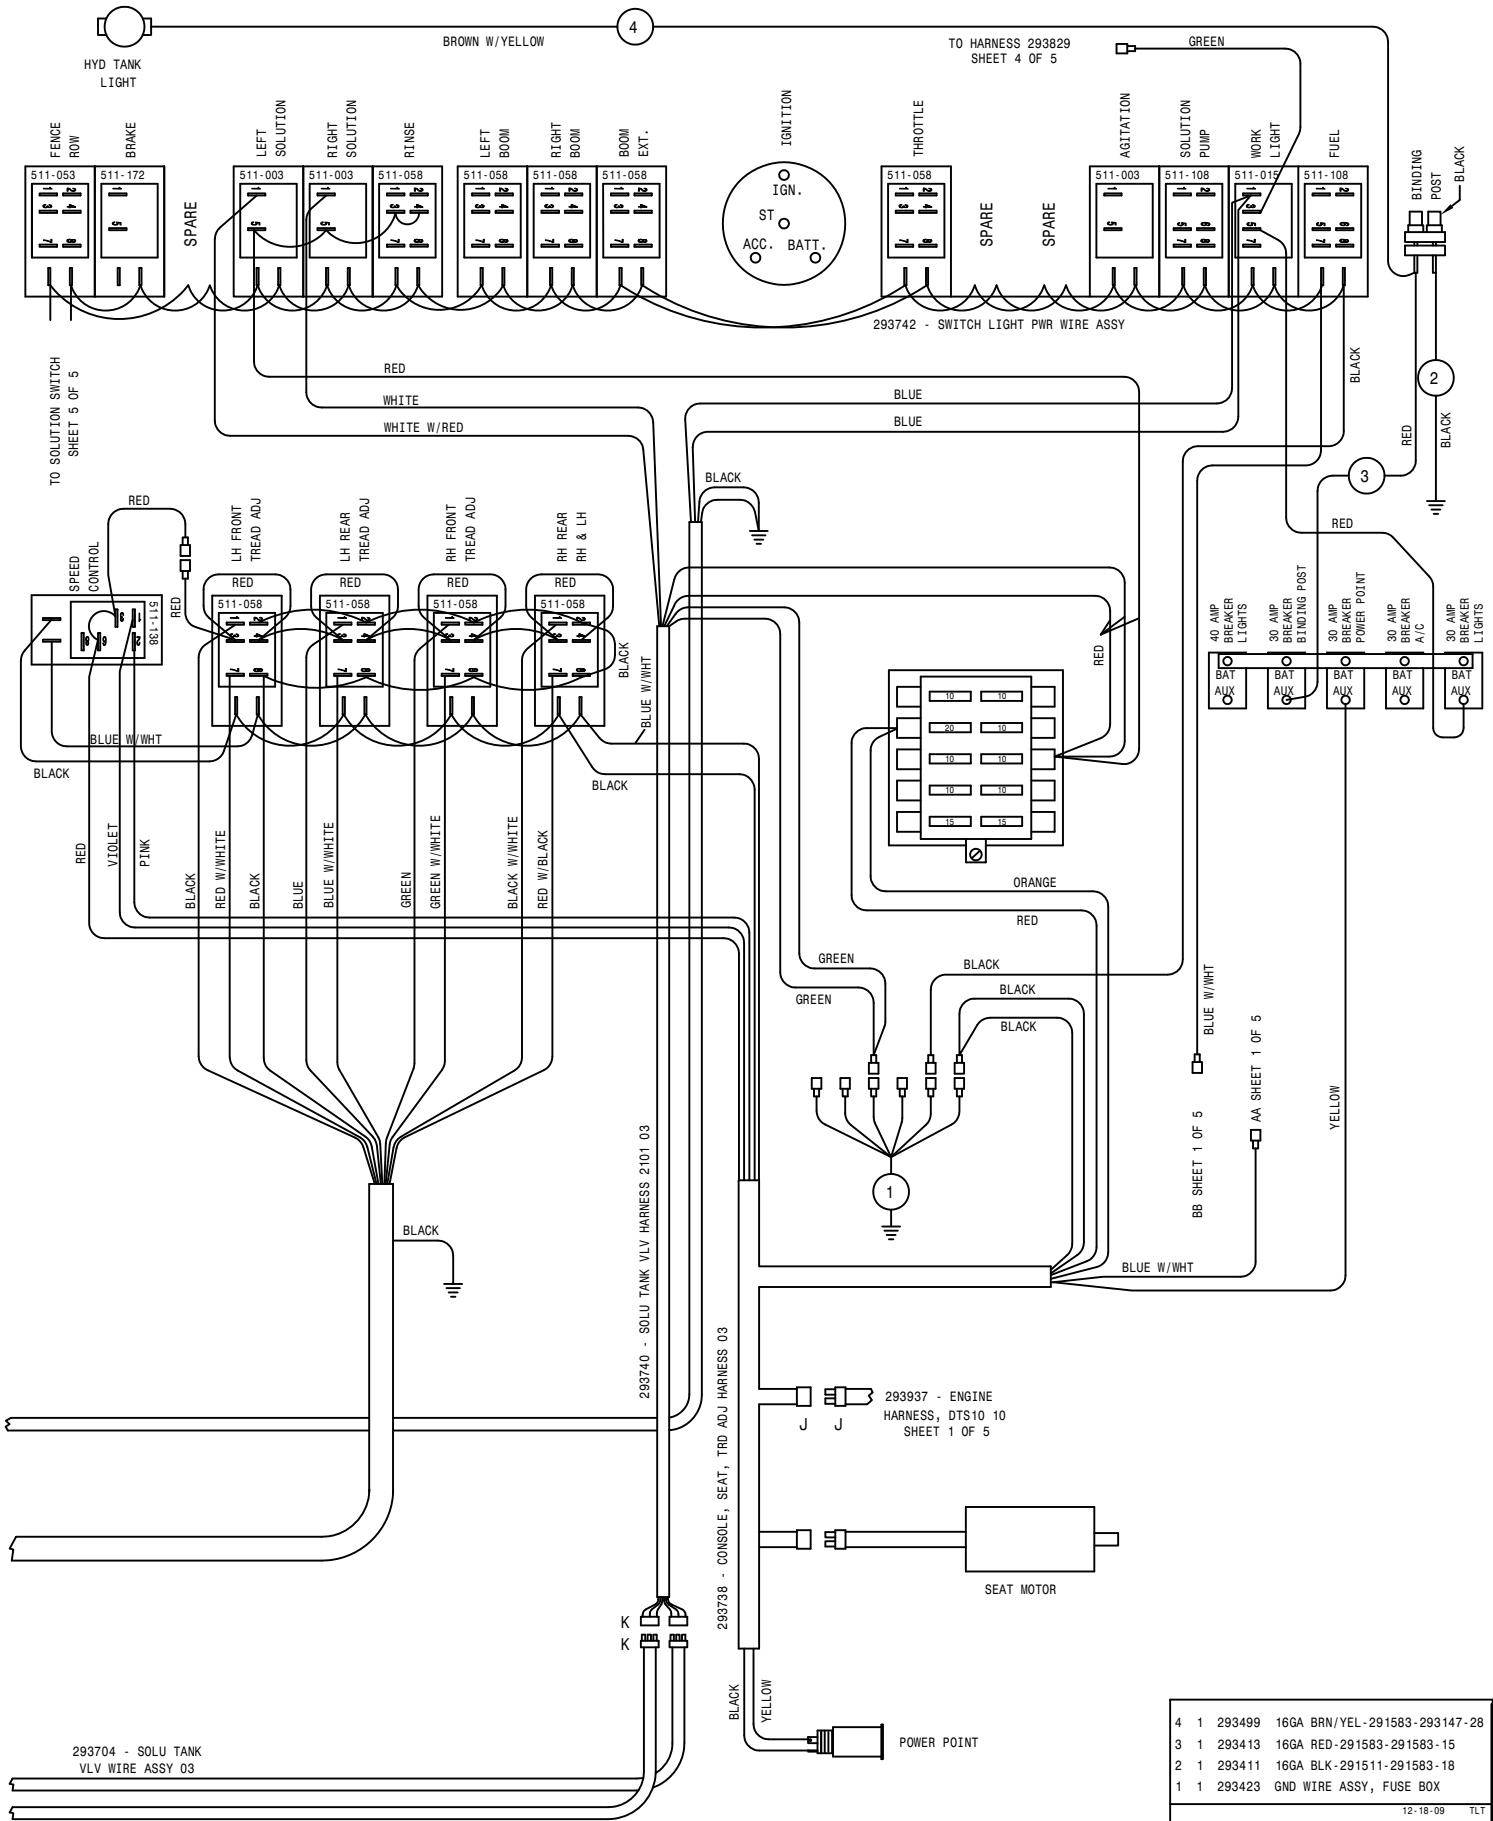 4
BROWN W/YELLOW
HYD TANK
LIGHT
TO HARNESS 293829
SHEET 4 OF 5
GREEN
FENCE
ROW
BRAKE
LEFT
SOLUTION
RIGHT
SOLUTION
RINSE
LEFT
BOOM
RIGHT
BOOM
BOOM
EXT.
IGNITION
THROTTLE
AGITATION
SOLUTION
PUMP
WORK
LIGHT
FUEL
BINDING
POST
BLACK
511-053
511-172
SPARE
511-003
511-003
511-058
511-058
511-058
511-058
IGN.
ST
ACC.
BATT.
511-058
SPARE
SPARE
511-003
511-108
511-015
511-108
293742 - SWITCH LIGHT PWR WIRE ASSY
TO SOLUTION SWITCH
SHEET 5 OF 5
RED
WHITE
WHITE W/RED
BLUE
BLUE
BLACK
2
RED
BLACK
3
RED
BLACK
RED
SPEED
CONTROL
511-138
RED
LH FRONT
TREAD ADJ
LH REAR
TREAD ADJ
RH FRONT
TREAD ADJ
RH REAR
RH & LH
RED
RED
RED
RED
511-058
511-058
511-058
511-058
BLACK
BLUE W/WHT
BLUE W/WHT
BLACK
BLACK
RED
40 AMP
BREAKER
LIGHTS
30 AMP
BREAKER
BINDING POST
30 AMP
BREAKER
POWER POINT
30 AMP
BREAKER
A/C
30 AMP
BREAKER
LIGHTS
BAT
BAT
BAT
BAT
BAT
AUX
AUX
AUX
AUX
AUX
10 10
20 10
10 10
10 10
15 15
RED
VIOLET
PINK
BLACK
RED W/WHITE
BLACK
BLUE
BLUE W/WHITE
GREEN
GREEN W/WHITE
BLACK W/WHITE
RED W/BLACK
ORANGE
RED
GREEN
GREEN
BLACK
BLACK
BLACK
BLUE W/WHT
BB SHEET 1 OF 5
AA SHEET 1 OF 5
YELLOW
1
BLACK
BLUE W/WHT
293740 - SOLU TANK VLV HARNESS 2101 03
293738 - CONSOLE, SEAT, TRD ADJ HARNESS 03
J
J
293937 - ENGINE
HARNESS, DTS10 10
SHEET 1 OF 5
SEAT MOTOR
K
K
BLACK
YELLOW
POWER POINT
293704 - SOLU TANK
VLV WIRE ASSY 03
4 1 293499 16GA BRN/YEL-291583-293147-28
3 1 293413 16GA RED-291583-291583-15
2 1 293411 16GA BLK-291511-291583-18
1 1 293423 GND WIRE ASSY, FUSE BOX
12-18-09 TLT